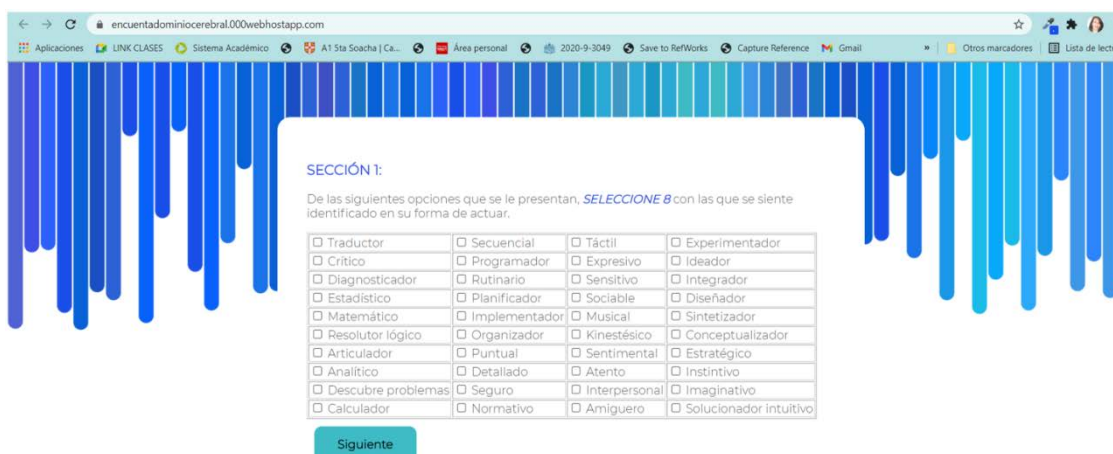 encuentadominiocerebral.000webhostapp.com
Aplicaciones LINK CLASES Sistema Académico A1 5ta Soacha | Ca... Área personal 2020-9-3049 Save to RefWorks Capture Reference Gmail » Otros marcadores Lista de lect
SECCIÓN 1:
De las siguientes opciones que se le presentan, SELECCIONE 8 con las que se siente
identificado en su forma de actuar.
Traductor Secuencial Táctil Experimentador
Crítico Programador Expresivo Ideador
Diagnosticador Rutinario Sensitivo Integrador
Estadístico Planificador Sociable Diseñador
Matemático Implementador Musical Sintetizador
Resolutor lógico Organizador Kinestésico Conceptualizador
Articulador Puntual Sentimental Estratégico
Analítico Detallado Atento Instintivo
Descubre problemas Seguro Interpersonal Imaginativo
Calculador Normativo Amiguero Solucionador intuitivo
Siguiente